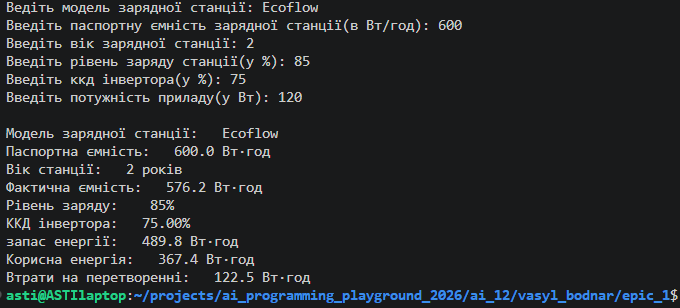 Ведіть модель зарядної станції: Ecoflow
Введіть паспортну ємність зарядної станції(в Вт/год): 600
Введіть вік зарядної станції: 2
Введіть рівень заряду станції(у %): 85
Введіть ккд інвертора(у %): 75
Введіть потужність приладу(у Вт): 120
Модель зарядної станції:   Ecoflow
Паспортна ємність:   600.0 Вт·год
Вік станції:   2 років
Фактична ємність:   576.2 Вт·год
Рівень заряду:    85%
ККД інвертора:   75.00%
запас енергії:   489.8 Вт·год
Корисна енергія:   367.4 Вт·год
Втрати на перетворенні:   122.5 Вт·год
asti@ASTIlaptop:~/projects/ai_programming_playground_2026/ai_12/vasyl_bodnar/epic_1$